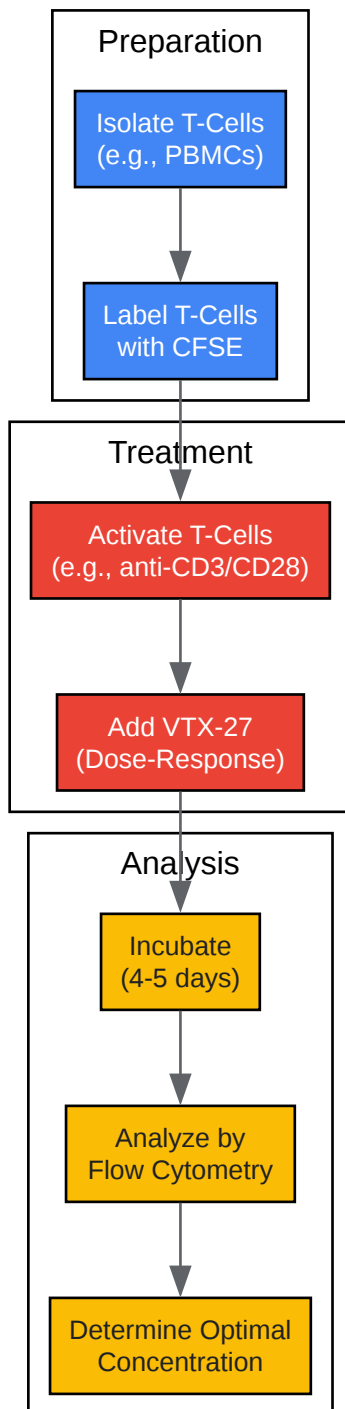 Preparation
Isolate T-Cells
(e.g., PBMCs)
Label T-Cells
with CFSE
Treatment
Activate T-Cells
(e.g., anti-CD3/CD28)
Add VTX-27
(Dose-Response)
Analysis
Incubate
(4-5 days)
Analyze by
Flow Cytometry
Determine Optimal
Concentration